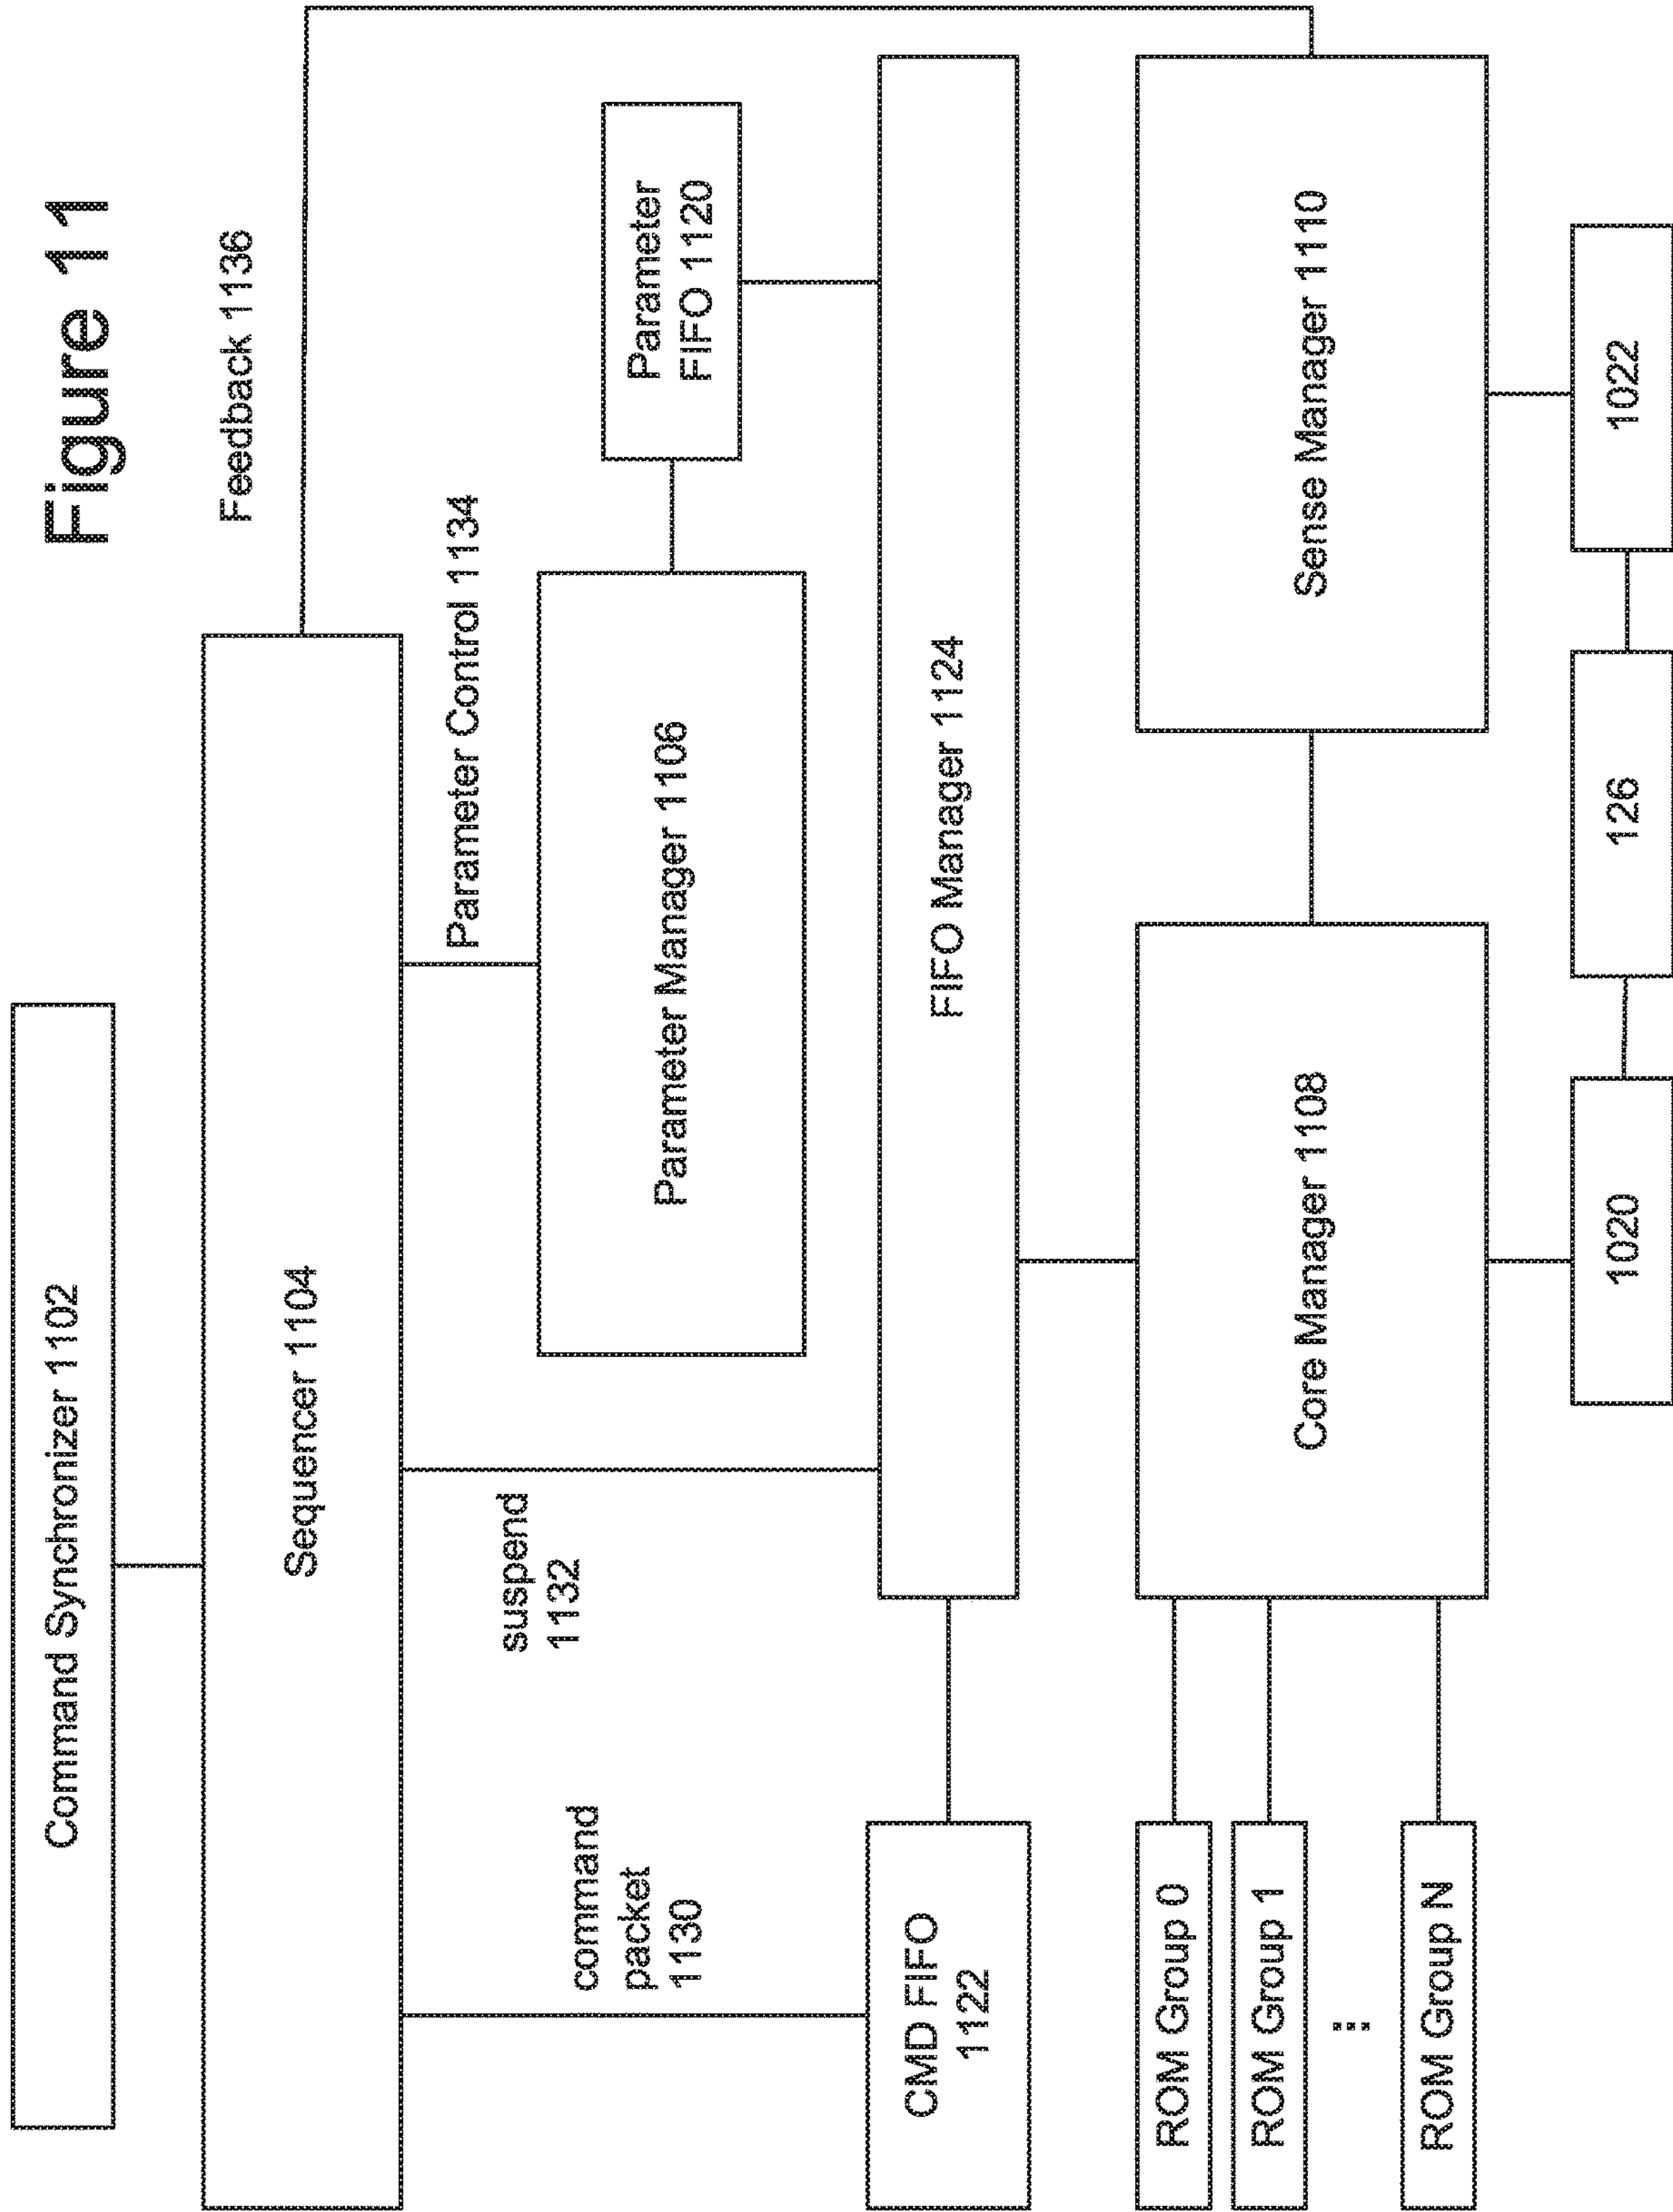 Figure 11
Command Synchronizer 1102
Feedback 1136
Sequencer 1104
Parameter Control 1134
command
packet
1130
suspend
1132
Parameter Manager 1106
Parameter
FIFO 1120
CMD FIFO
1122
FIFO Manager 1124
ROM Group 0
ROM Group 1
...
ROM Group N
Core Manager 1108
Sense Manager 1110
1020
126
1022